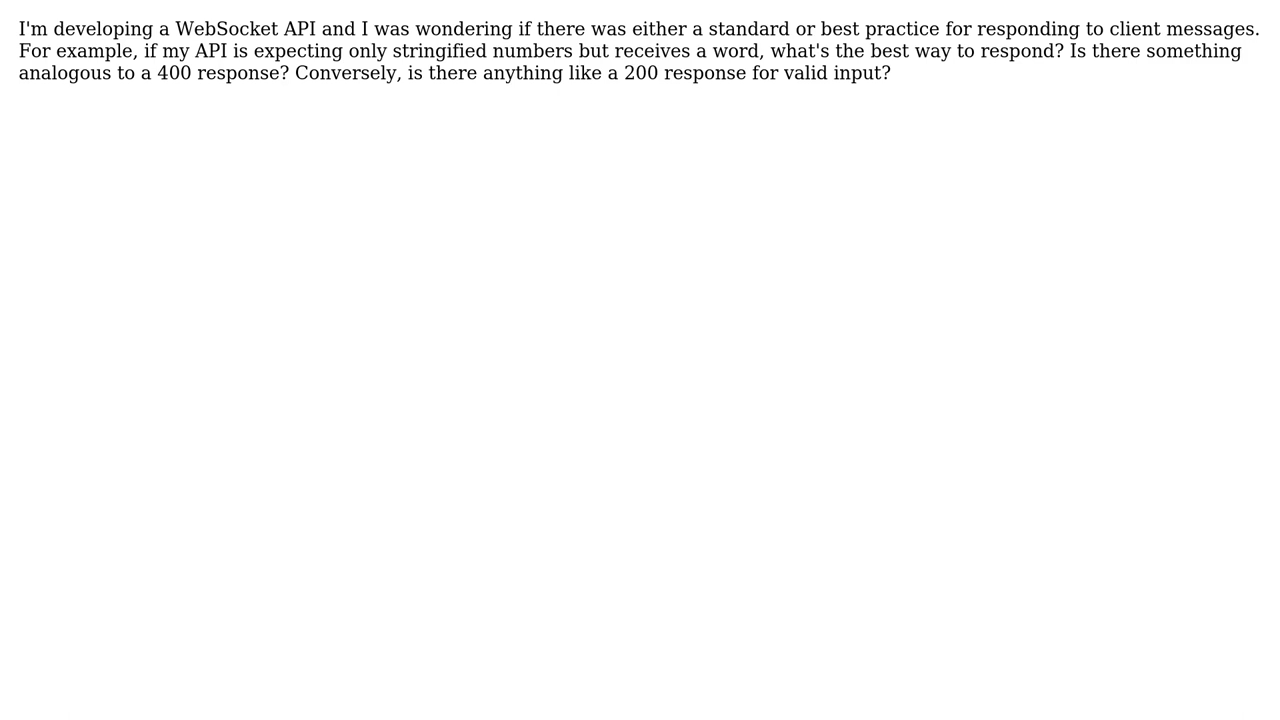 I'm developing a WebSocket API and I was wondering if there was either a standard or best practice for responding to client messages.
For example, if my API is expecting only stringified numbers but receives a word, what's the best way to respond? Is there something
analogous to a 400 response? Conversely, is there anything like a 200 response for valid input?